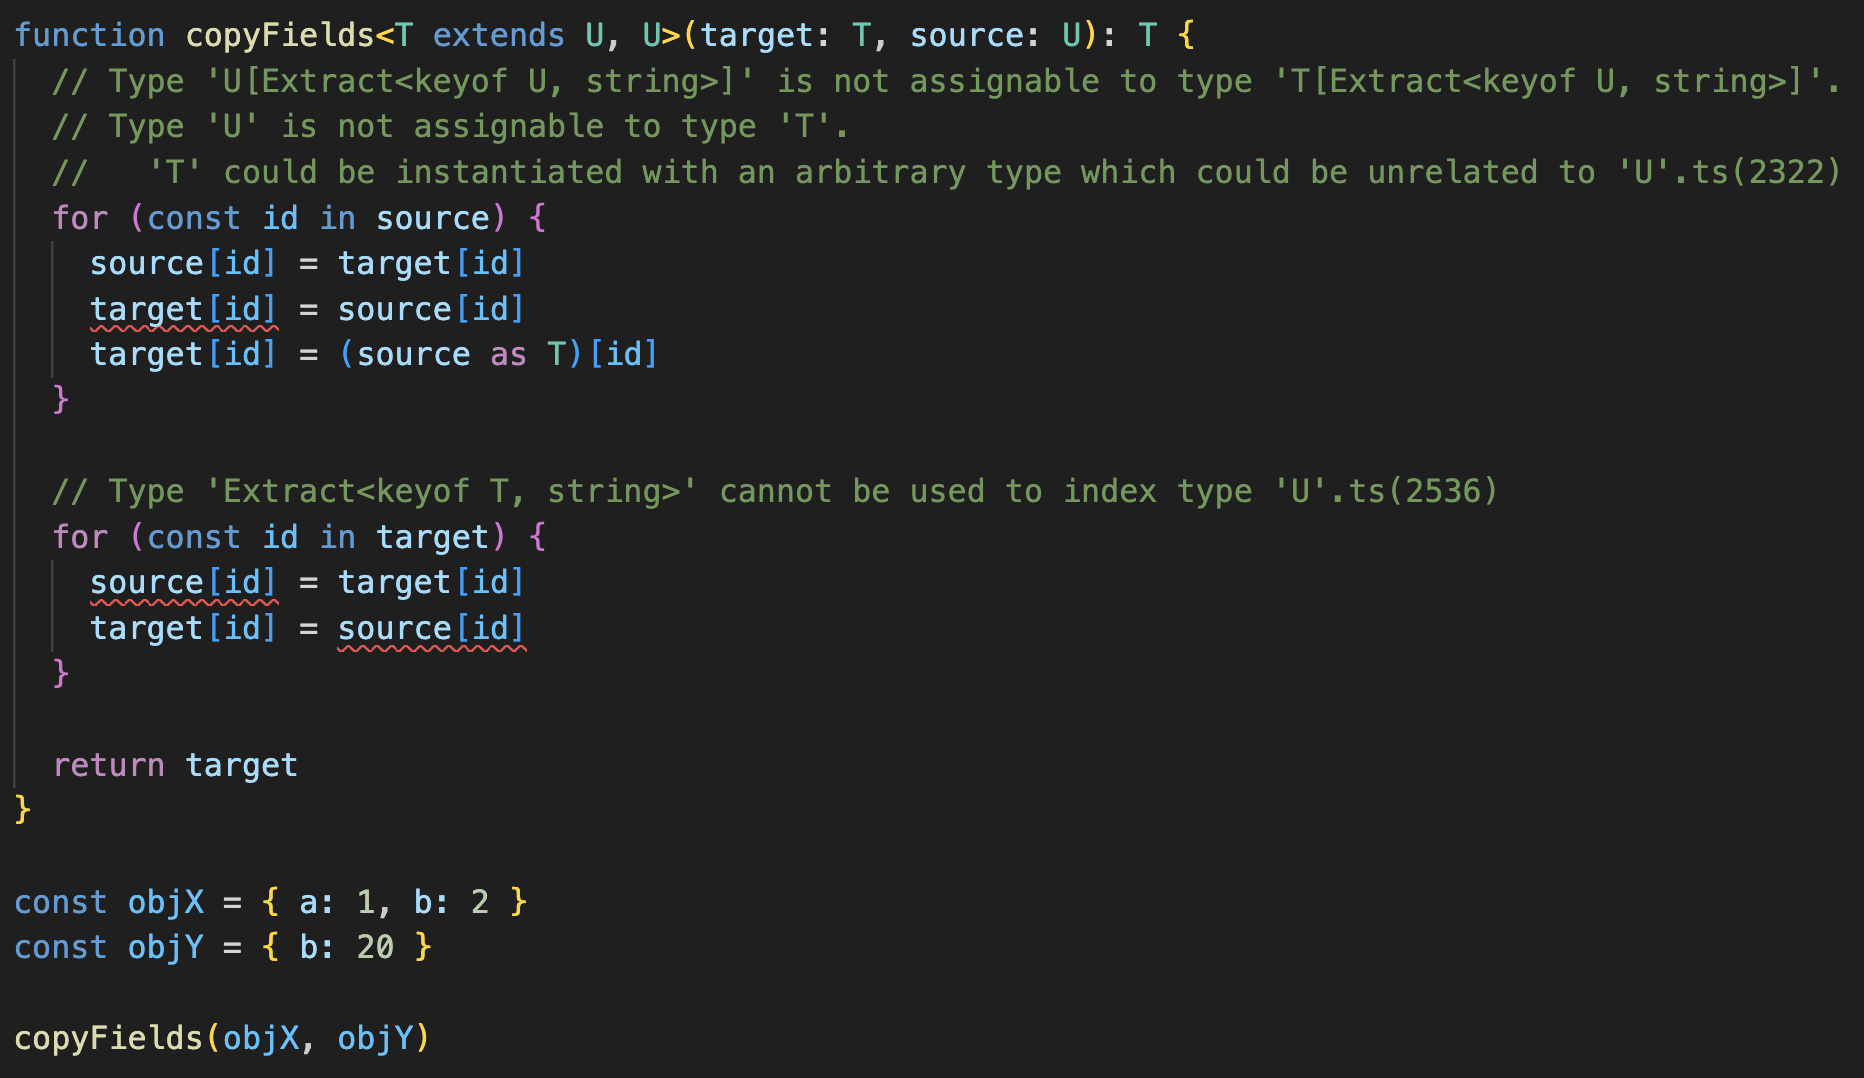 function copyFields<T extends U, U>(target: T, source: U): T {
  // Type 'U[Extract<keyof U, string>]' is not assignable to type 'T[Extract<keyof U, string>]'.
  // Type 'U' is not assignable to type 'T'.
  //   'T' could be instantiated with an arbitrary type which could be unrelated to 'U'.ts(2322)
  for (const id in source) {
    source[id] = target[id]
    target[id] = source[id]
    target[id] = (source as T)[id]
  }

  // Type 'Extract<keyof T, string>' cannot be used to index type 'U'.ts(2536)
  for (const id in target) {
    source[id] = target[id]
    target[id] = source[id]
  }

  return target
}

const objX = { a: 1, b: 2 }
const objY = { b: 20 }

copyFields(objX, objY)